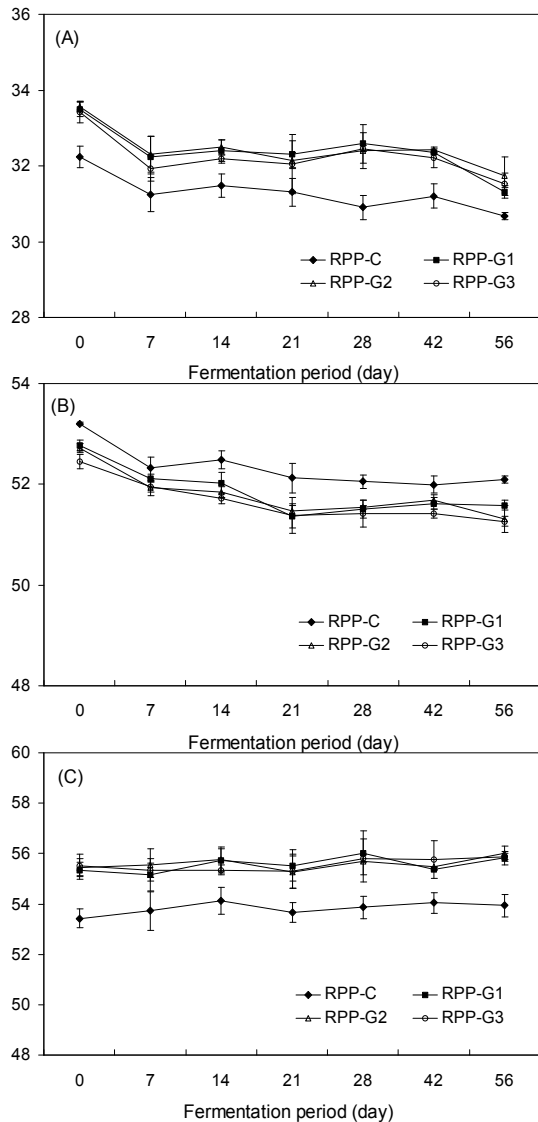 36
(A)
34
32
30
RPP-C RPP-G1
RPP-G2 RPP-G3
28
0 7 14 21 28 42 56
Fermentation period (day)
54
(B)
52
50
RPP-C RPP-G1
RPP-G2 RPP-G3
48
0 7 14 21 28 42 56
Fermentation period (day)
60
(C)
58
56
54
52
50
RPP-C RPP-G1
RPP-G2 RPP-G3
48
0 7 14 21 28 42 56
Fermentation period (day)